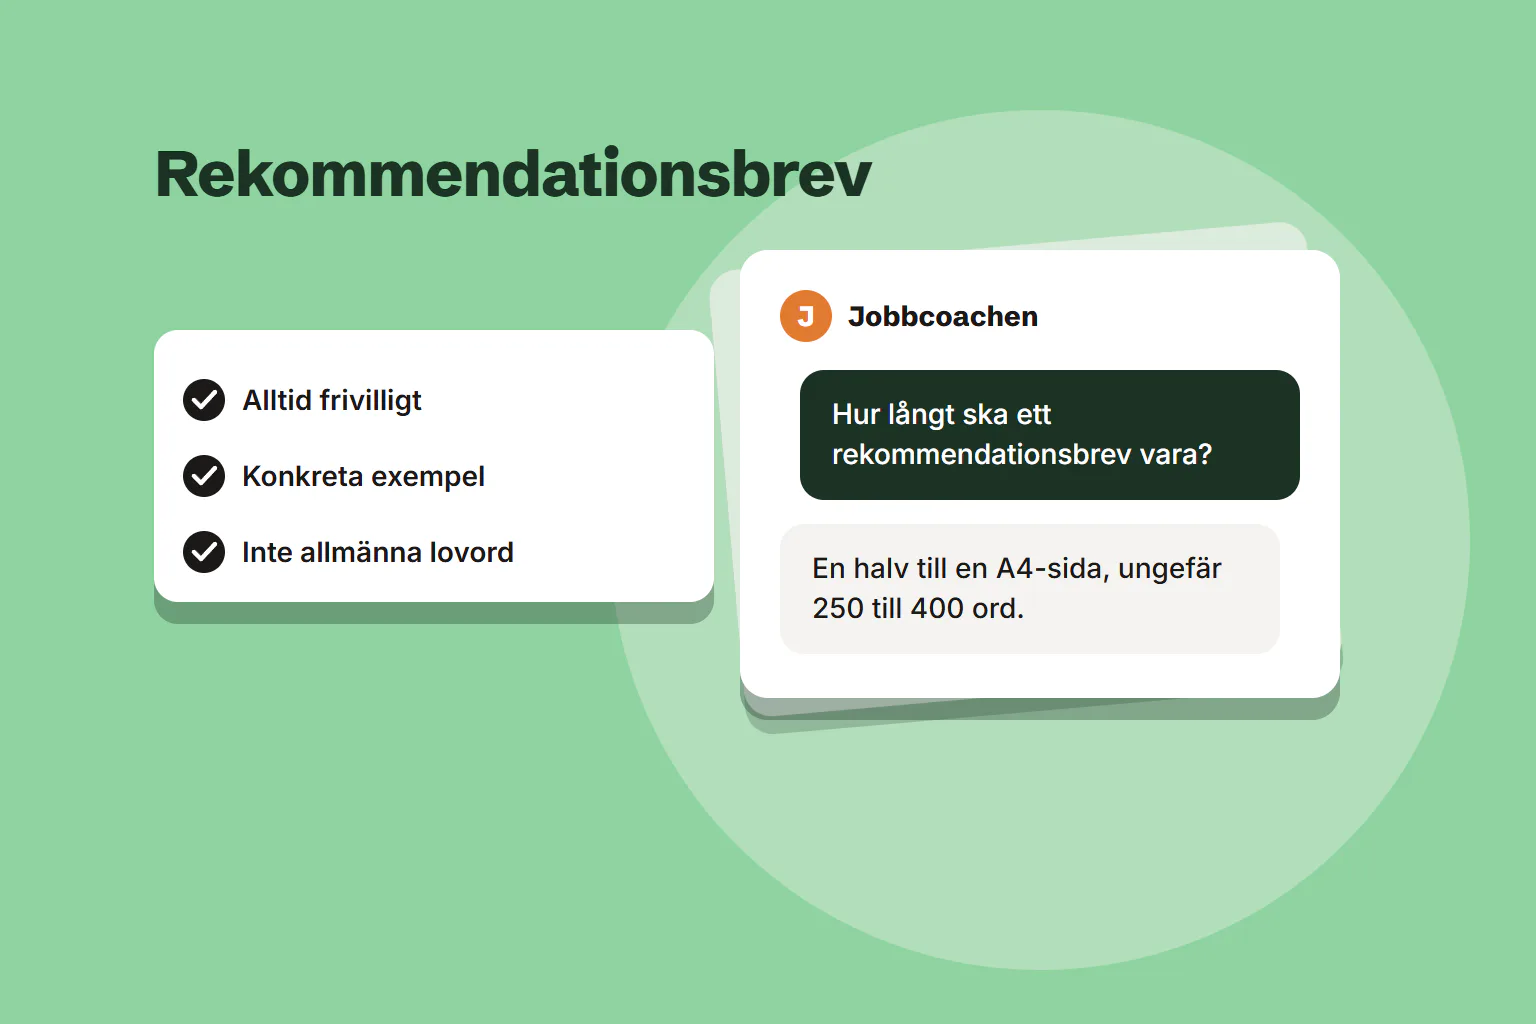 Rekommendationsbrev
Alltid frivilligt
Konkreta exempel
Inte allmänna lovord
J
Jobbcoachen
Hur långt ska ett
rekommendationsbrev vara?
En halv till en A4-sida, ungefär
250 till 400 ord.